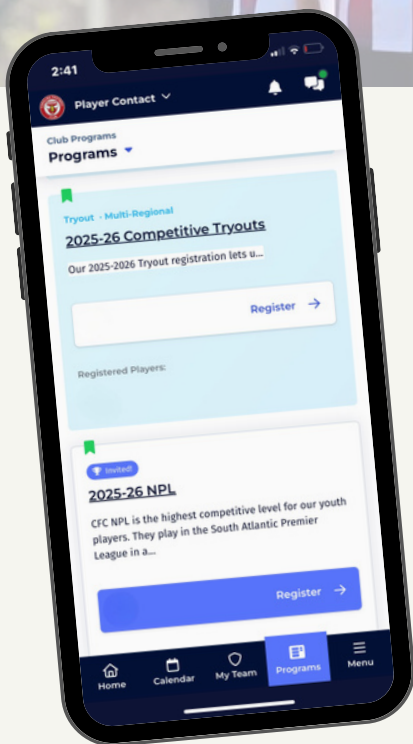 2:41
Player Contact
Club Programs
Programs
Tryout - Multi-Regional
2025-26 Competitive Tryouts
Our 2025-2026 Tryout registration lets u...
Register →
Registered Players:
Invited!
2025-26 NPL
CFC NPL is the highest competitive level for our youth
players. They play in the South Atlantic Premier
League in a...
Register →
Home
Calendar
My Team
Programs
Menu